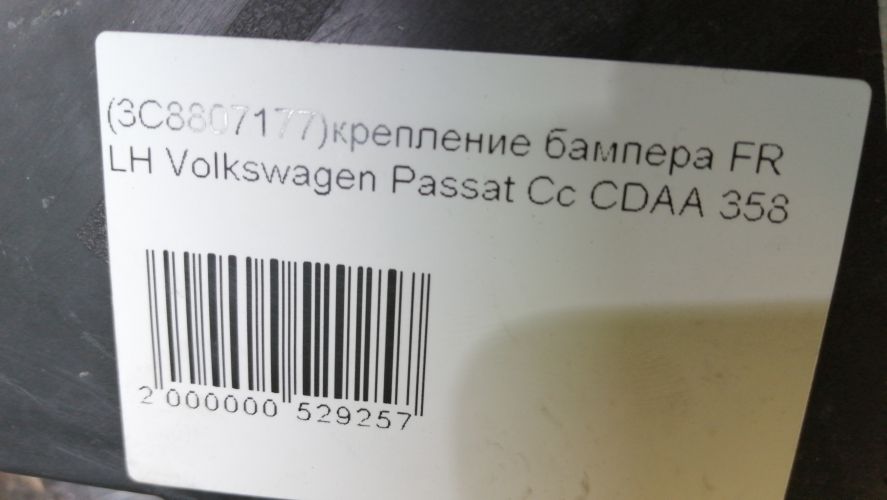 (3C8807177)крепление бампера FR
LH Volkswagen Passat Cc CDAA 358
2 000000 529257